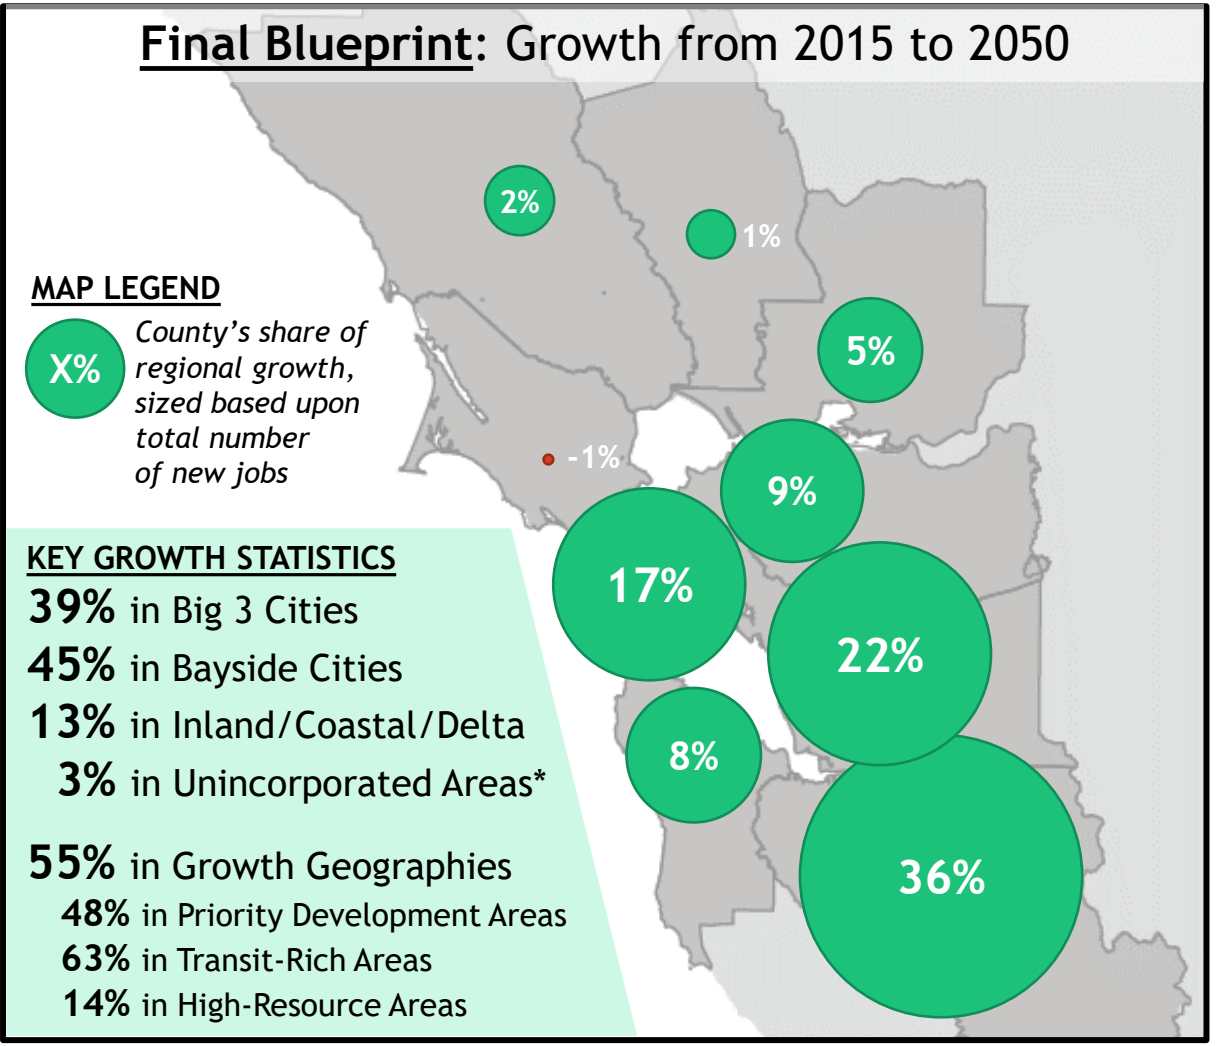 Final Blueprint: Growth from 2015 to 2050
2%
1%
MAP LEGEND
X%
County’s share of
regional growth,
sized based upon
total number
of new jobs
5%
-1%
9%
17%
22%
8%
36%
KEY GROWTH STATISTICS
39% in Big 3 Cities
45% in Bayside Cities
13% in Inland/Coastal/Delta
3% in Unincorporated Areas*
55% in Growth Geographies
48% in Priority Development Areas
63% in Transit-Rich Areas
14% in High-Resource Areas